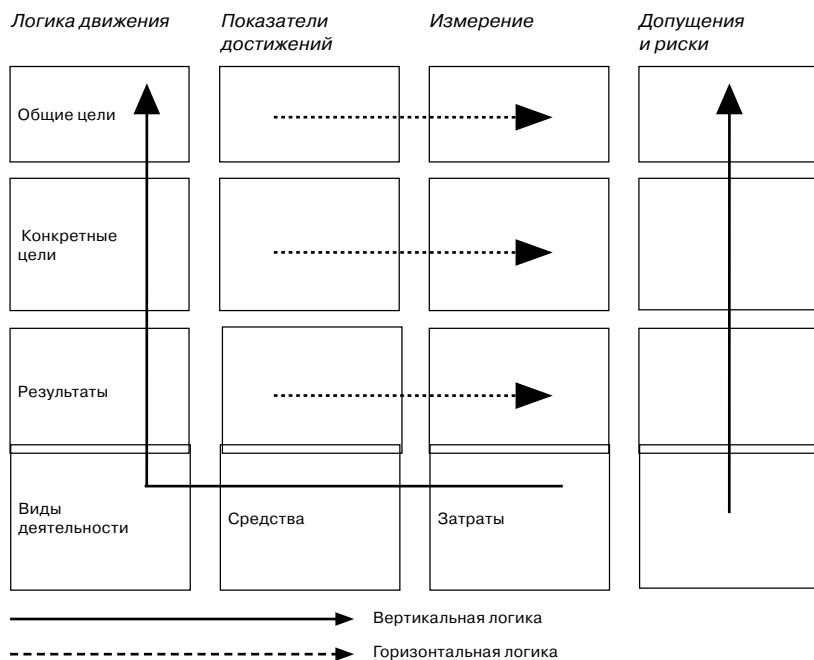 Логика движения
Показатели
достижений
Измерение
Допущения
и риски
Общие цели
Конкретные
цели
Результаты
Виды
деятельности
Средства
Затраты
Вертикальная логика
Горизонтальная логика